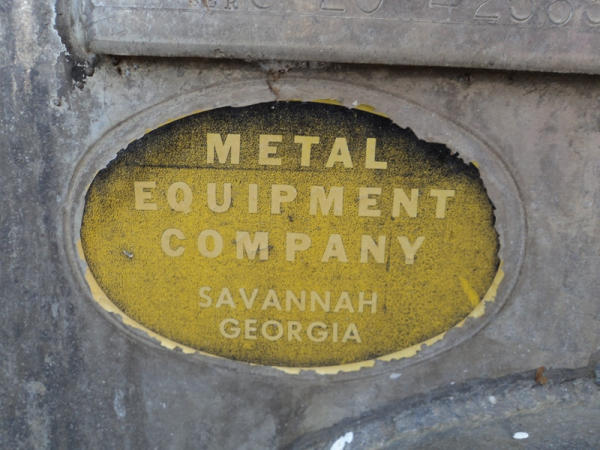 METAL
EQUIPMENT
COMPANY
SAVANNAH
GEORGIA